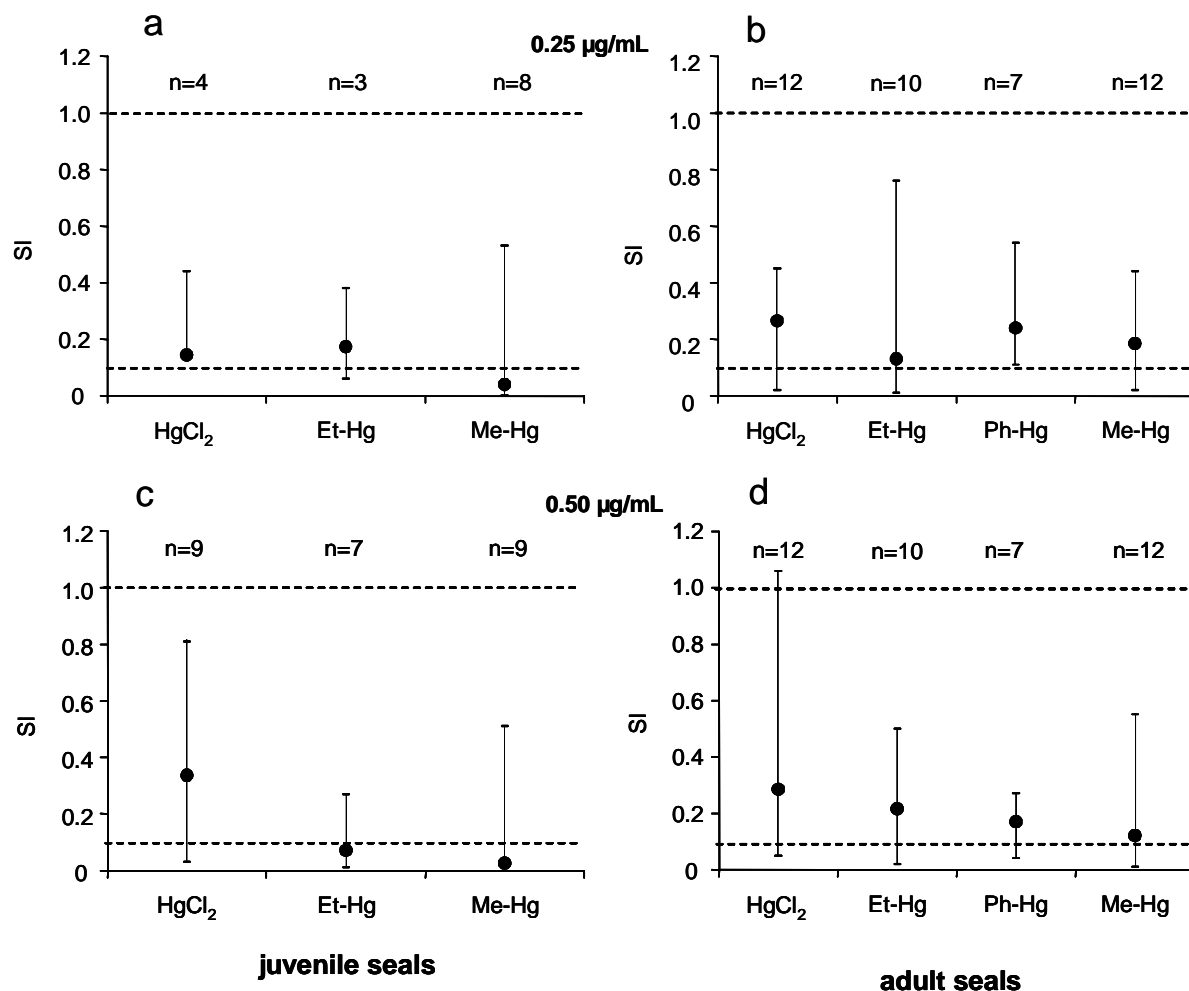 a
0.25 µg/mL
b
1.2
n=4
n=3
n=8
1.0
0.8
0.6
SI
0.4
0.2
0
HgCl2
Et-Hg
Me-Hg
1.2
n=12
n=10
n=7
n=12
1.0
0.8
0.6
SI
0.4
0.2
0
HgCl2
Et-Hg
Ph-Hg
Me-Hg
c
0.50 µg/mL
d
1.2
n=9
n=7
n=9
1.0
0.8
0.6
SI
0.4
0.2
0
HgCl2
Et-Hg
Me-Hg
juvenile seals
1.2
n=12
n=10
n=7
n=12
1.0
0.8
0.6
SI
0.4
0.2
0
HgCl2
Et-Hg
Ph-Hg
Me-Hg
adult seals